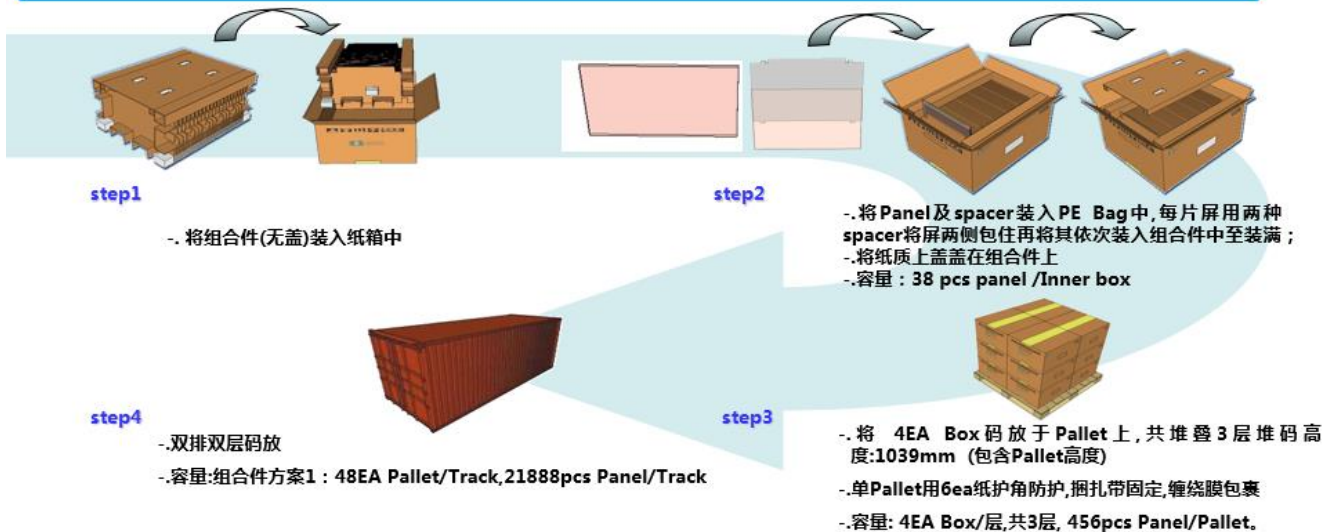 step1
-. 将组合件(无盖)装入纸箱中
step2
-.将Panel及spacer装入PE Bag中,每片屏用两种
spacer将屏两侧包住再将其依次装入组合件中至装满；
-.将纸质上盖盖在组合件上
-.容量：38 pcs panel /Inner box
step3
-. 将 4EA Box码放于Pallet上,共堆叠3层堆码高
度:1039mm (包含Pallet高度)
-.单Pallet用6ea纸护角防护,捆扎带固定,缠绕膜包裹
-.容量: 4EA Box/层,共3层, 456pcs Panel/Pallet。
step4
-.双排双层码放
-.容量:组合件方案1：48EA Pallet/Track,21888pcs Panel/Track